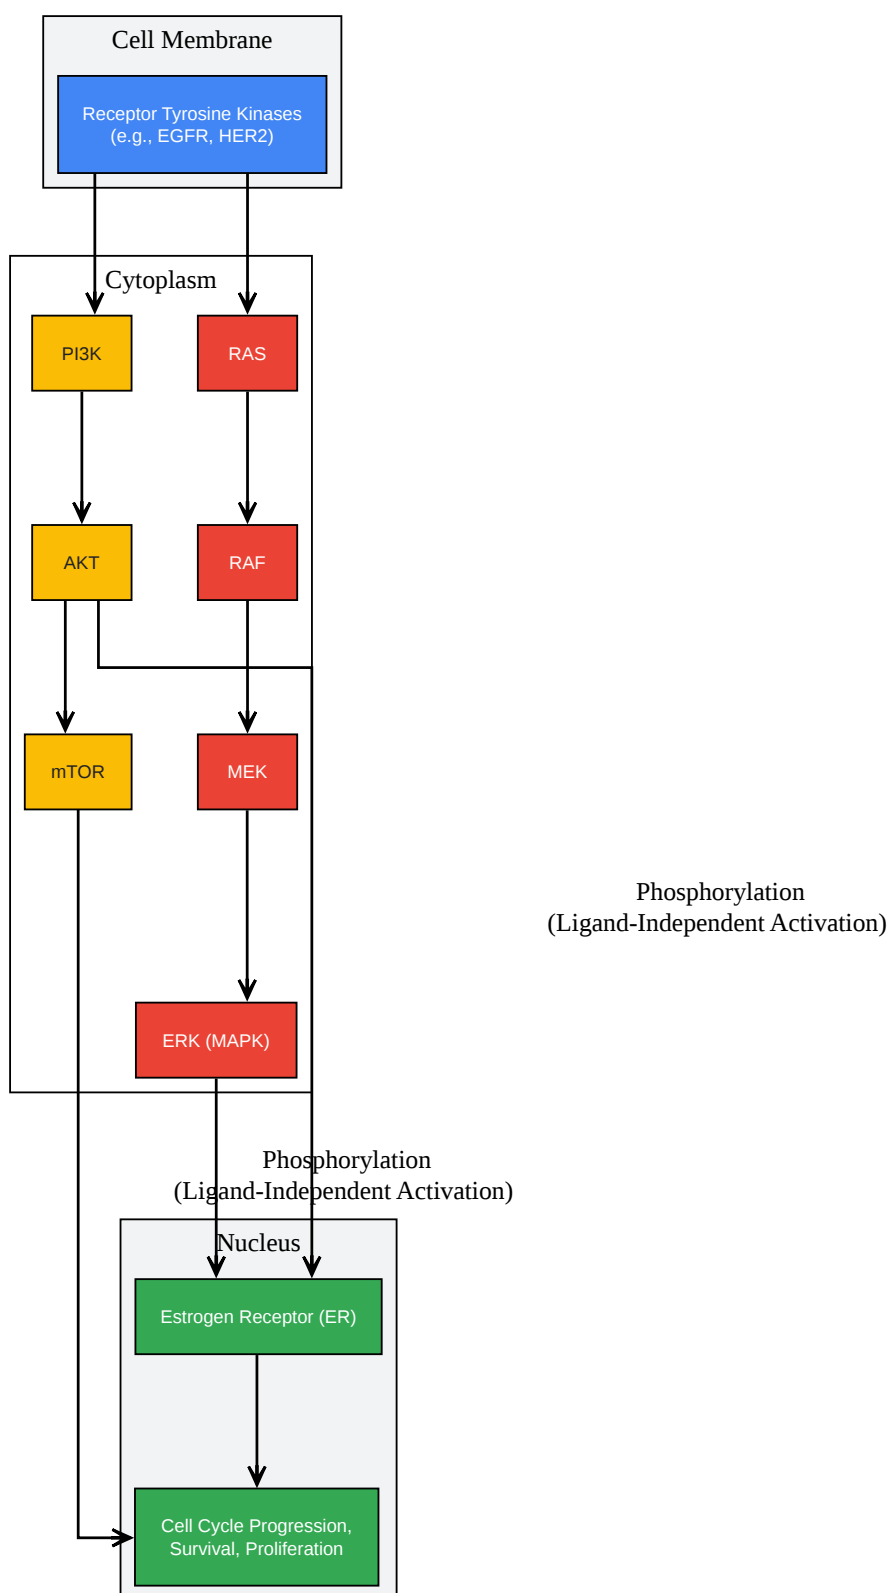 Cell Membrane
Receptor Tyrosine Kinases
(e.g., EGFR, HER2)
Cytoplasm
PI3K
RAS
AKT
RAF
mTOR
MEK
Phosphorylation
(Ligand-Independent Activation)
ERK (MAPK)
Phosphorylation
(Ligand-Independent Activation)
Nucleus
Estrogen Receptor (ER)
Cell Cycle Progression,
Survival, Proliferation